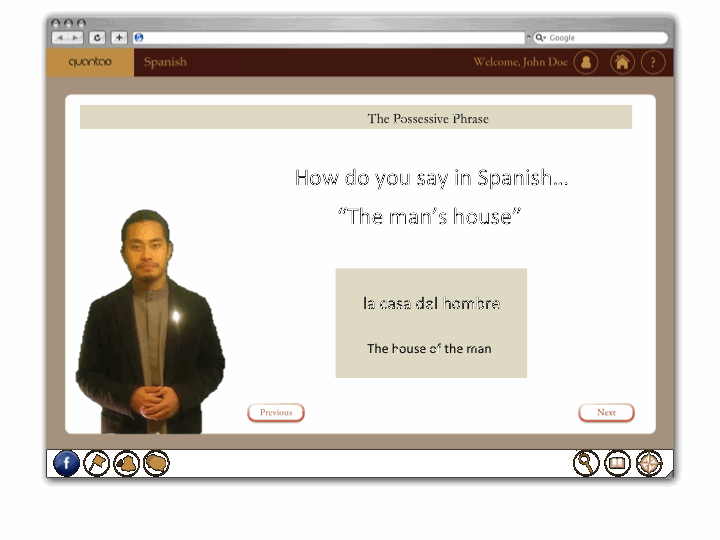 Google
quantao
Spanish
Welcome, John Doe
?
The Possessive Phrase
How do you say in Spanish...
“The man’s house”
la casa del hombre
The house of the man
Previous
Next
f